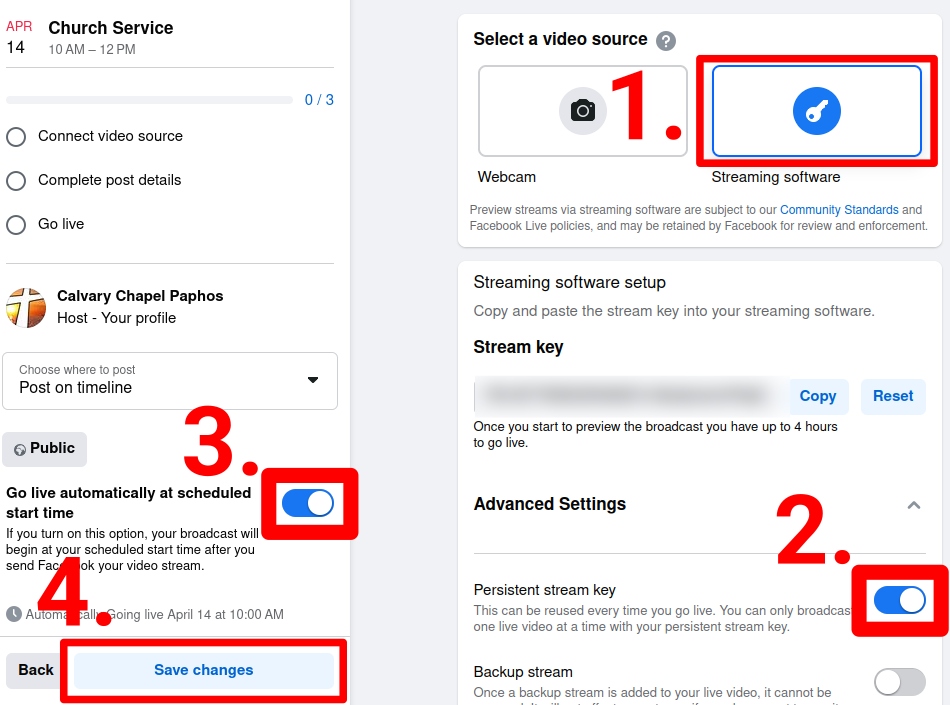 APR
14
Church Service
10 AM – 12 PM
0 / 3
Connect video source
Complete post details
Go live
Calvary Chapel Paphos
Host - Your profile
Choose where to post
Post on timeline
3.
Public
Go live automatically at scheduled
start time
If you turn on this option, your broadcast will
begin at your scheduled start time after you
send Facebook your video stream.
4.
Automatically Going live April 14 at 10:00 AM
Back
Save changes
Select a video source ?
1.
Webcam
Streaming software
Preview streams via streaming software are subject to our Community Standards and
Facebook Live policies, and may be retained by Facebook for review and enforcement.
Streaming software setup
Copy and paste the stream key into your streaming software.
Stream key
Copy
Reset
Once you start to preview the broadcast you have up to 4 hours
to go live.
Advanced Settings
2.
Persistent stream key
This can be reused every time you go live. You can only broadcast
one live video at a time with your persistent stream key.
Backup stream
Once a backup stream is added to your live video, it cannot be